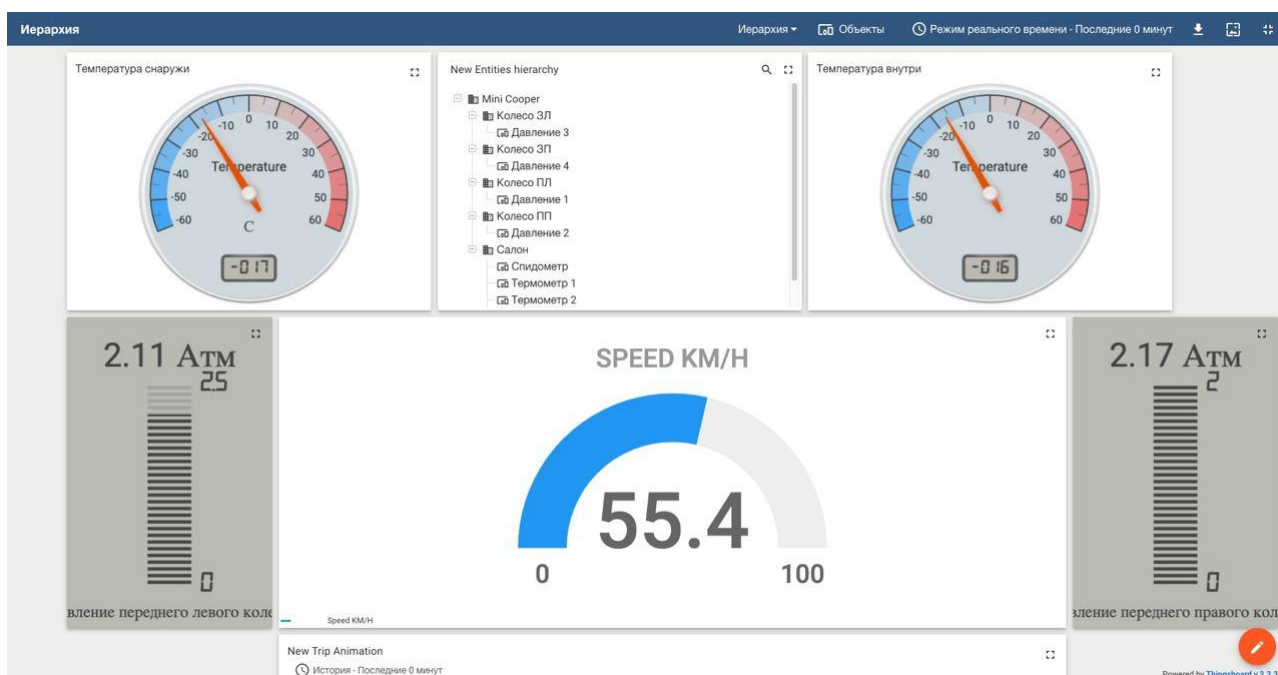 Иерархия
Иерархия
Объекты
Режим реального времени - Последние 0 минут
Температура снаружи
-60
-50
-40
-30
-20
-10
0
10
20
30
40
50
60
Temperature
C
-017
New Entities hierarchy
Mini Cooper
Колесо ЗЛ
Давление 3
Колесо ЗП
Давление 4
Колесо ПЛ
Давление 1
Колесо ПП
Давление 2
Салон
Спидометр
Термометр 1
Термометр 2
Температура внутри
-60
-50
-40
-30
-20
-10
0
10
20
30
40
50
60
Temperature
-016
2.11 Атм
2.5
0
вление переднего левого коле
SPEED KM/H
55.4
0
100
Speed KM/H
2.17 Атм
2
0
вление переднего правого кол
New Trip Animation
История - Последние 0 минут
Powered by Thingsboard v.3.3.3